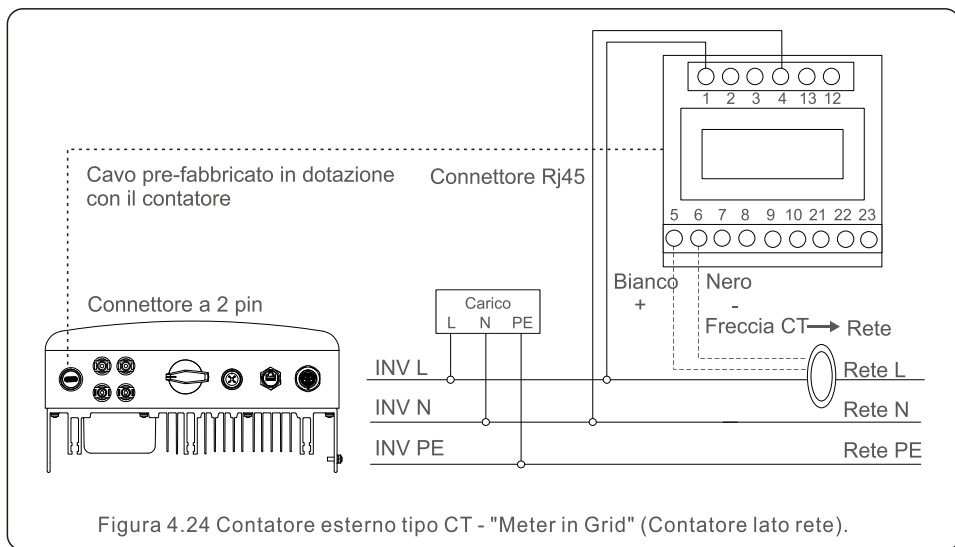 1 2 3 4 13 12
Cavo pre-fabbricato in dotazione
con il contatore
Connettore Rj45
5 6 7 8 9 10 21 22 23
Bianco Nero
+ -
Freccia CT Rete
Connettore a 2 pin
Carico
L N PE
INV L Rete L
INV N Rete N
INV PE Rete PE
Figura 4.24 Contatore esterno tipo CT - "Meter in Grid" (Contatore lato rete).